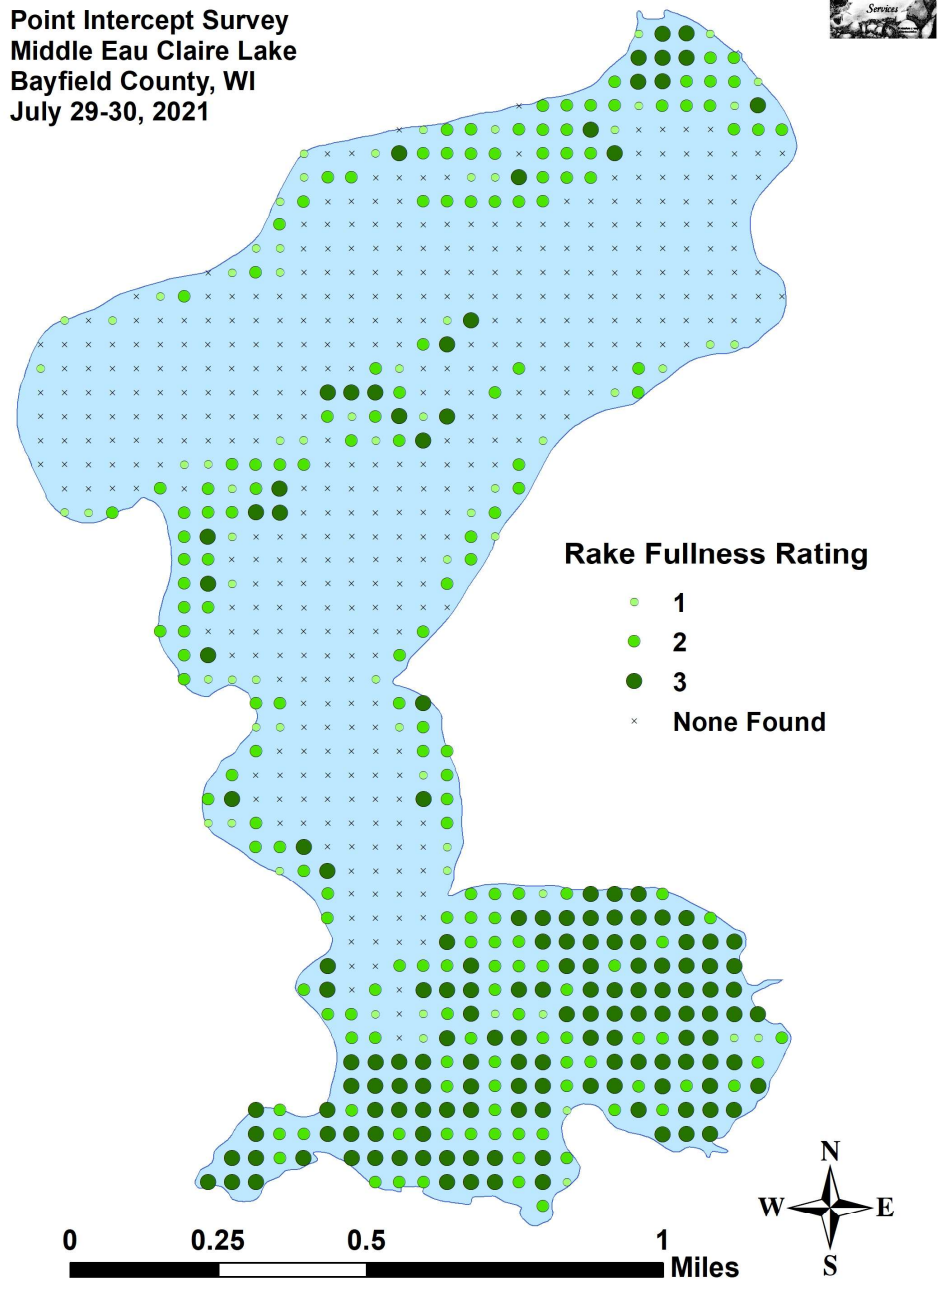 Point Intercept Survey
Middle Eau Claire Lake
Bayfield County, WI
July 29-30, 2021
Services
Rake Fullness Rating
1
2
3
None Found
N
W E
S
0 0.25 0.5 1
Miles